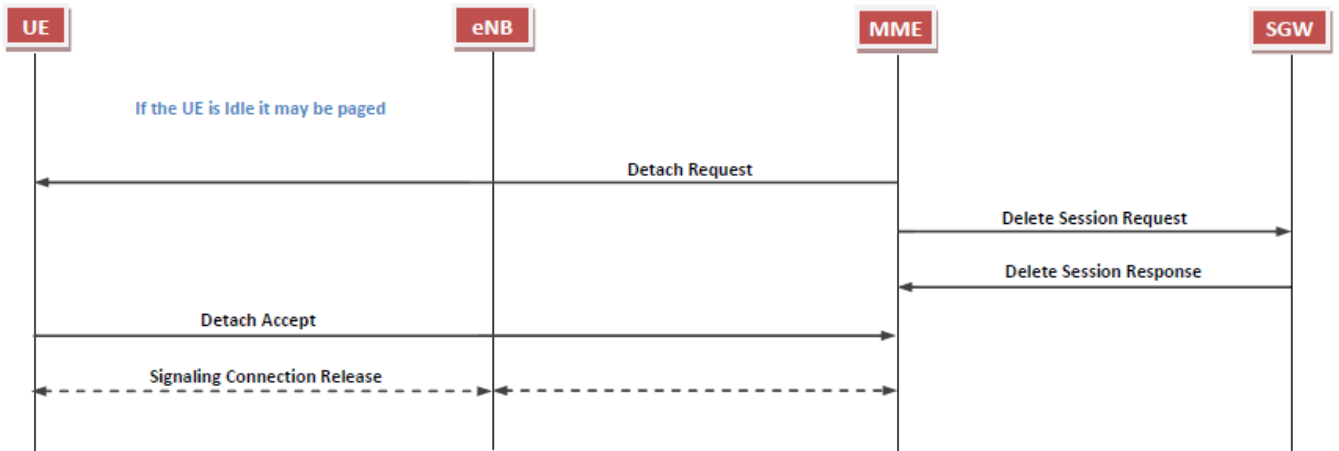 UE
eNB
MME
SGW
If the UE is Idle it may be paged
Detach Request
Delete Session Request
Delete Session Response
Detach Accept
Signaling Connection Release